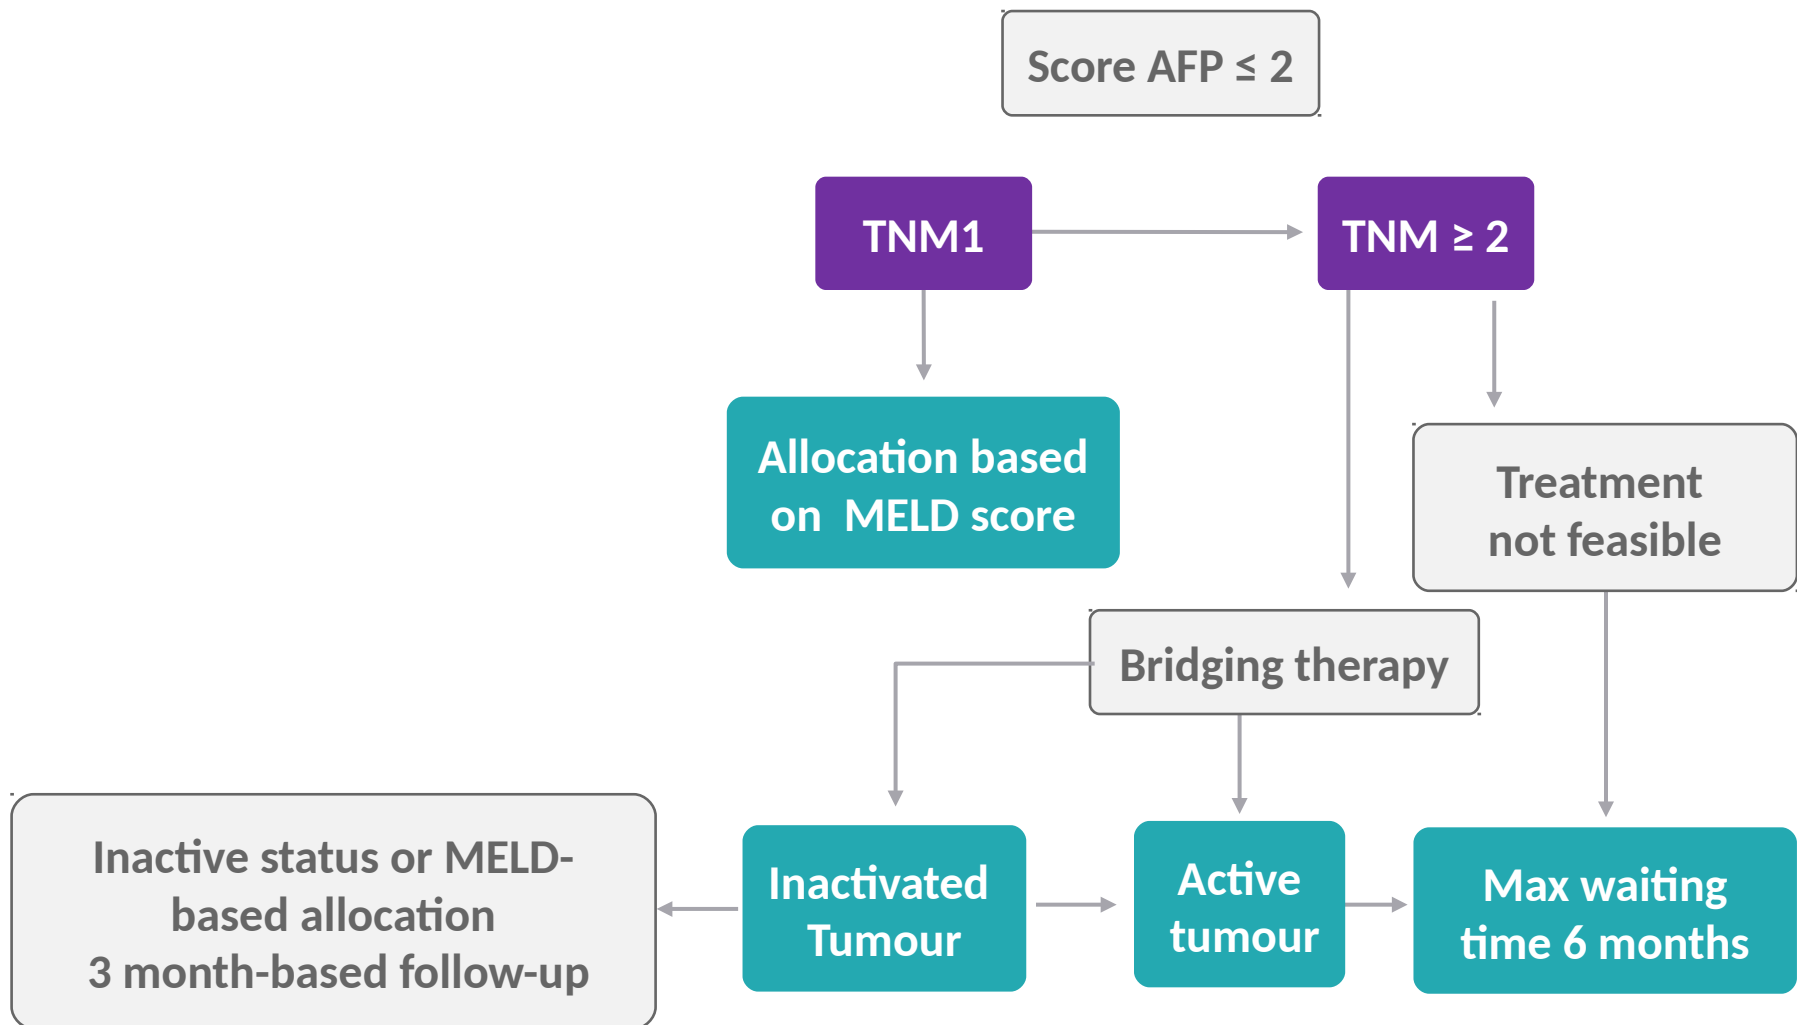 Score AFP ≤ 2
TNM1
TNM ≥ 2
Allocation based
on MELD score
Treatment
not feasible
Bridging therapy
Inactive status or MELD-
based allocation
3 month-based follow-up
Inactivated
Tumour
Active
tumour
Max waiting
time 6 months